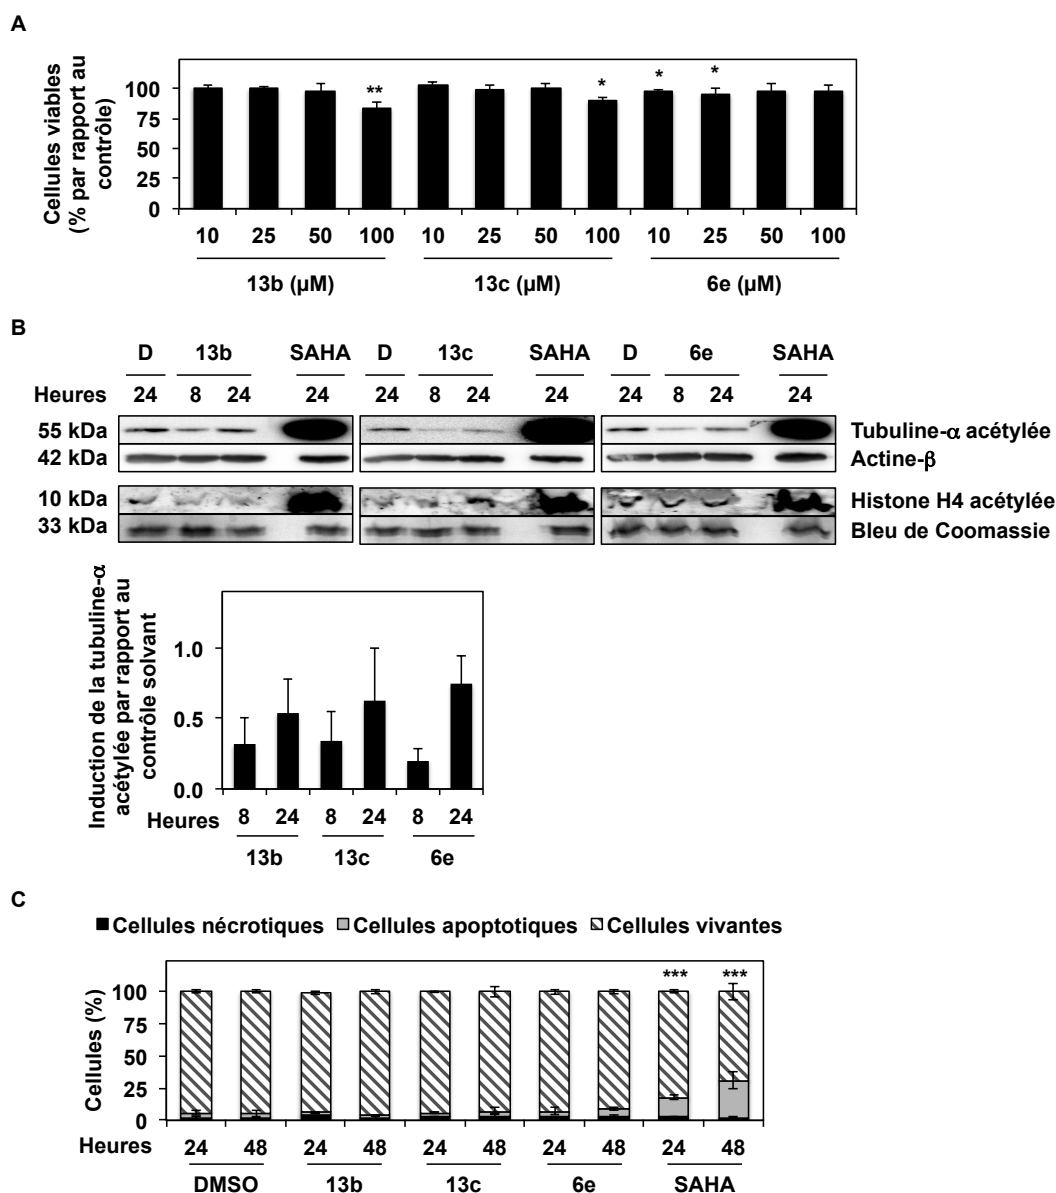 A
Cellules viables
(% par rapport au
contrôle)
100
75
50
25
0
** * * *
10 25 50 100 10 25 50 100 10 25 50 100
13b (µM) 13c (µM) 6e (µM)
B
D 13b SAHA D 13c SAHA D 6e SAHA
Heures 24 8 24 24 24 8 24 24 24 8 24 24
55 kDa Tubuline-α acétylée
42 kDa Actine-β
10 kDa Histone H4 acétylée
33 kDa Bleu de Coomassie
Induction de la tubuline-α
acétylée par rapport au
contrôle solvant
1.0
0.5
0.0
Heures 8 24 8 24 8 24
13b 13c 6e
C
Cellules nécrotiques Cellules apoptotiques Cellules vivantes
Cellules (%)
*** ***
100
75
50
25
0
Heures 24 48 24 48 24 48 24 48 24 48
DMSO 13b 13c 6e SAHA